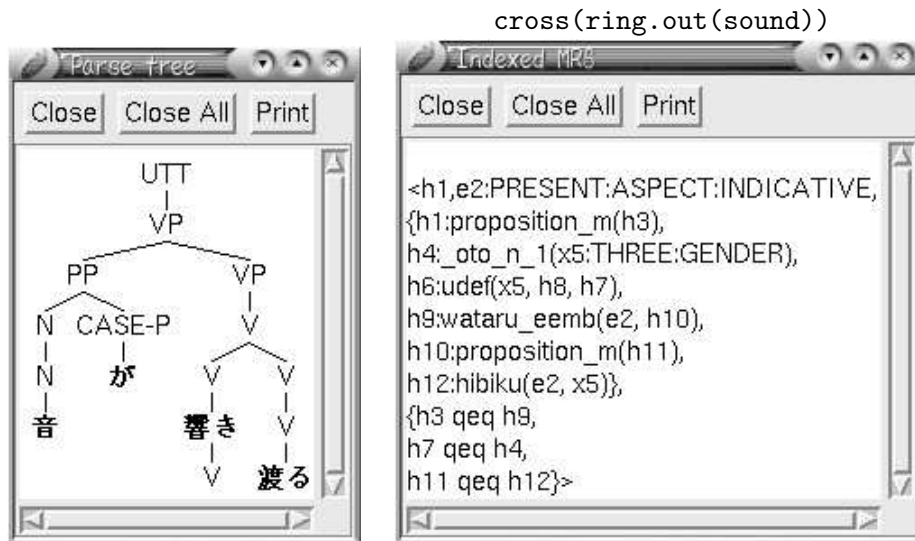 cross(ring.out(sound))
Parse tree
Close Close All Print
UTT
VP
PP VP
N CASE-P V
N が V V
音 響き V
V 渡る
Indexed MRS
Close Close All Print
<h1,e2:PRESENT:ASPECT:INDICATIVE,
{h1:proposition_m(h3),
h4:_oto_n_1(x5:THREE:GENDER),
h6:udef(x5, h8, h7),
h9:wataru_eemb(e2, h10),
h10:proposition_m(h11),
h12:hibiku(e2, x5)},
{h3 qeq h9,
h7 qeq h4,
h11 qeq h12}>